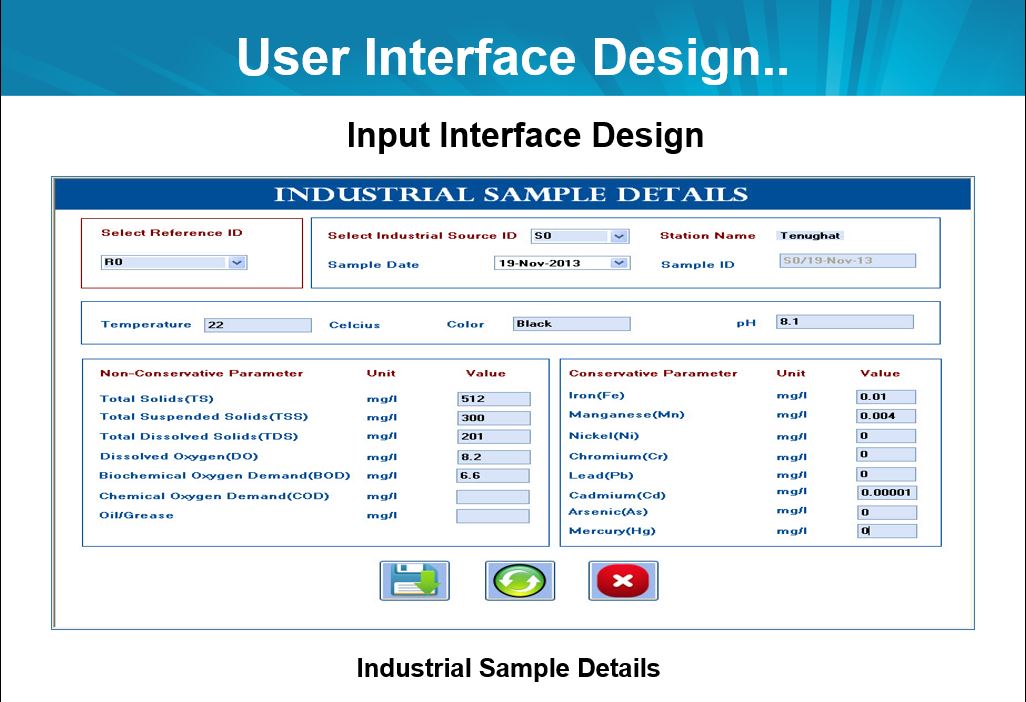 User Interface Design..
Input Interface Design
INDUSTRIAL SAMPLE DETAILS
Select Reference ID
R0
Select Industrial Source ID S0 Station Name Tenughat
Sample Date 19-Nov-2013 Sample ID S0/19-Nov-13
Temperature 22 Celcius Color Black pH 8.1
Non-Conservative Parameter Unit Value
Total Solids(TS) mg/l 512
Total Suspended Solids(TSS) mg/l 300
Total Dissolved Solids(TDS) mg/l 201
Dissolved Oxygen(DO) mg/l 8.2
Biochemical Oxygen Demand(BOD) mg/l 6.6
Chemical Oxygen Demand(COD) mg/l
Oil/Grease mg/l
Conservative Parameter Unit Value
Iron(Fe) mg/l 0.01
Manganese(Mn) mg/l 0.004
Nickel(Ni) mg/l 0
Chromium(Cr) mg/l 0
Lead(Pb) mg/l 0
Cadmium(Cd) mg/l 0.00001
Arsenic(As) mg/l 0
Mercury(Hg) mg/l 0
Industrial Sample Details